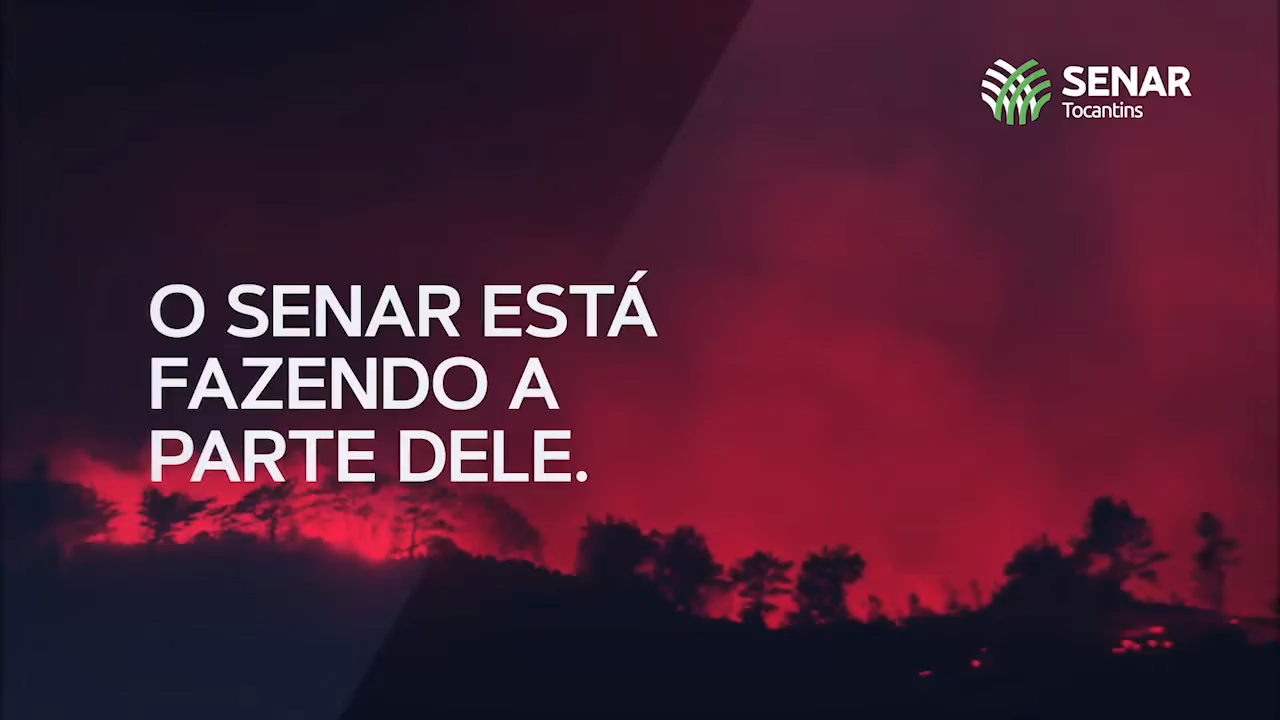 SENAR
Tocantins
O SENAR ESTÁ
FAZENDO A
PARTE DELE.